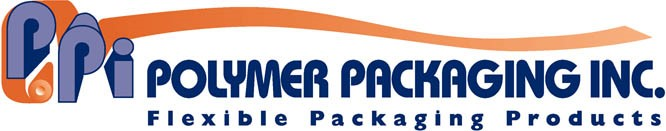 PPi
POLYMER PACKAGING INC.
Flexible Packaging Products